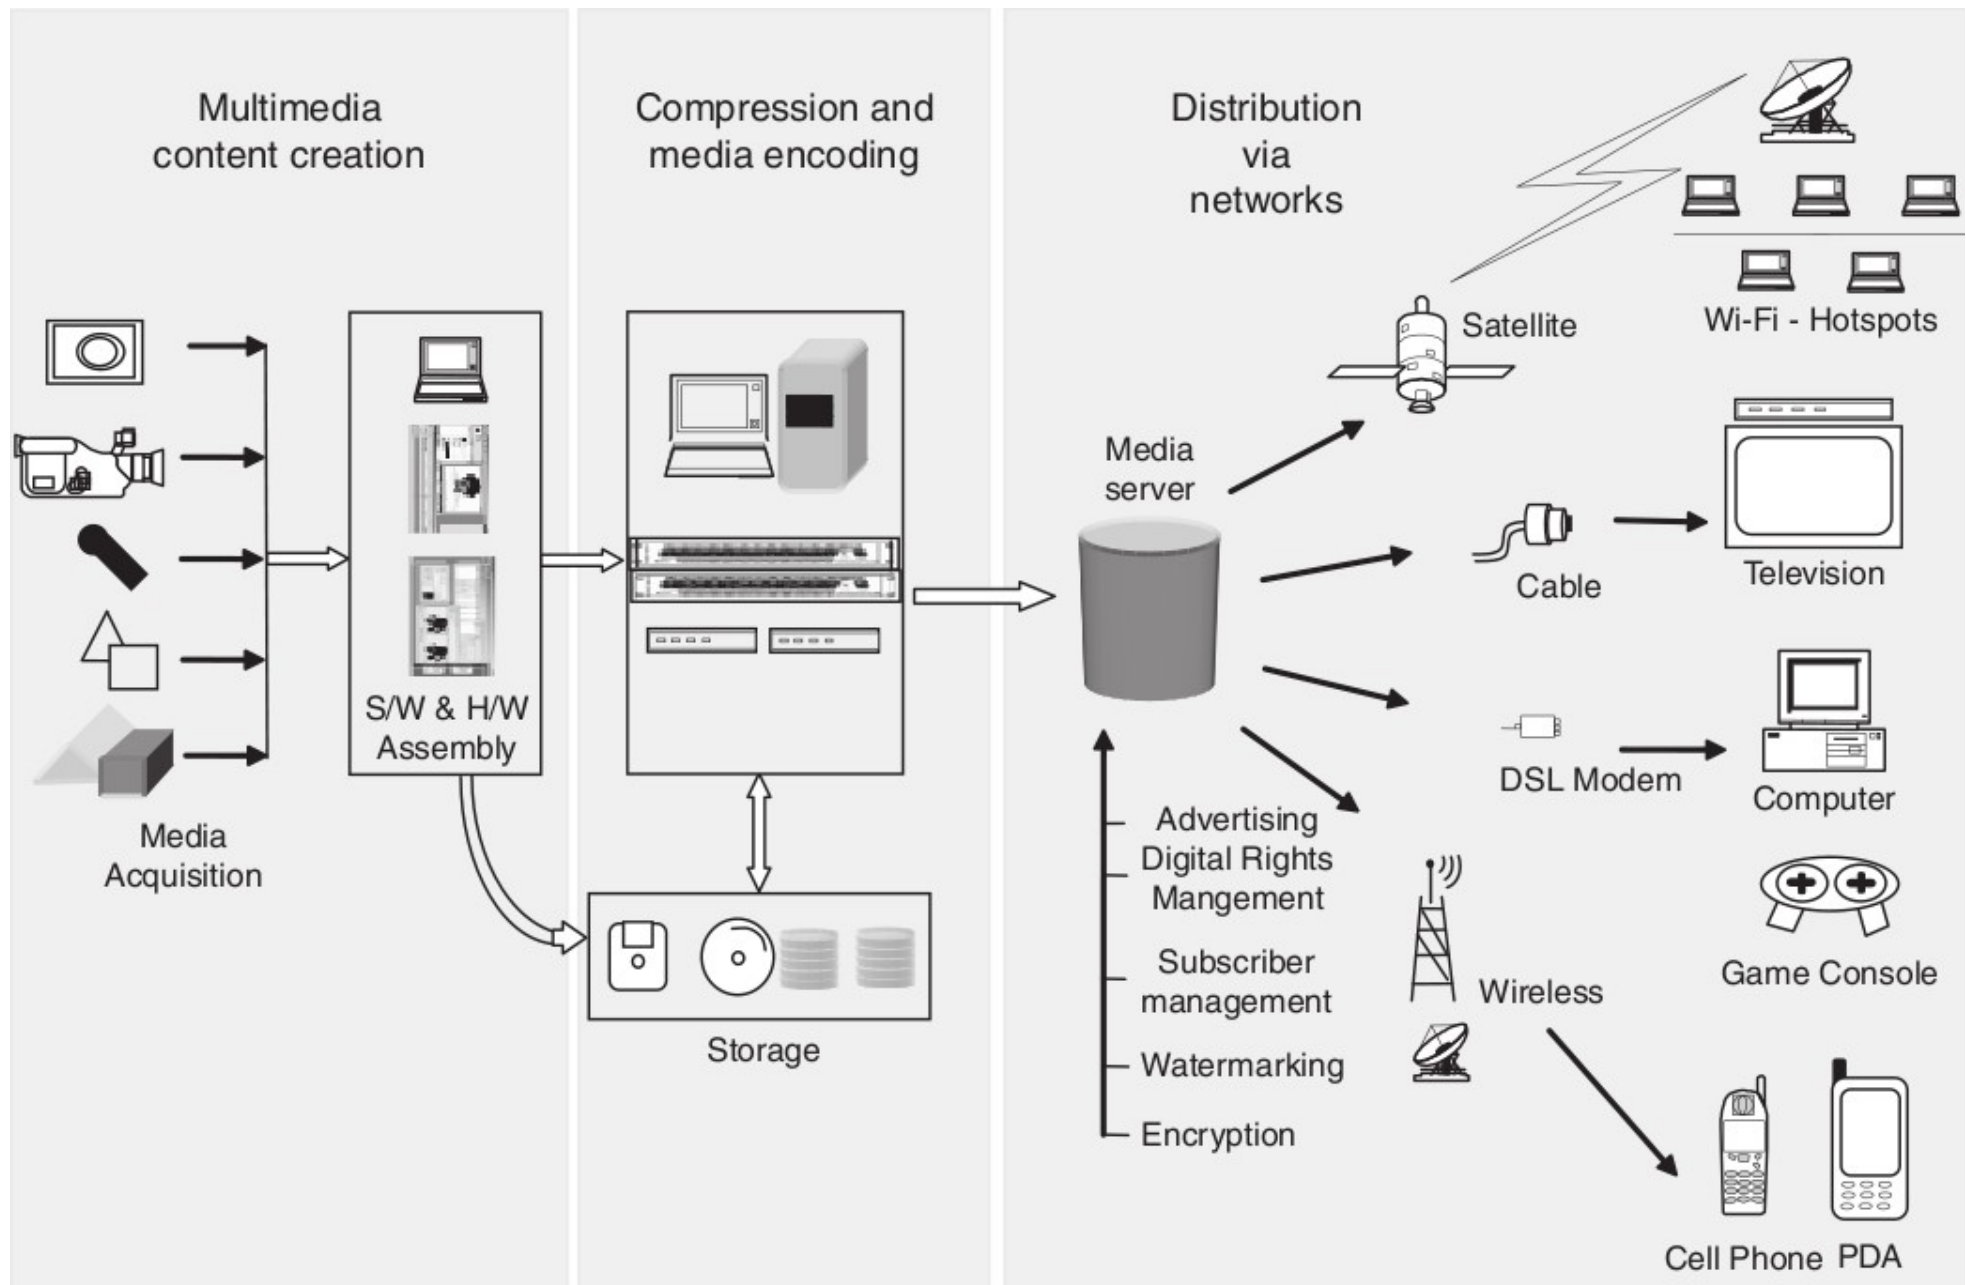 Multimedia
content creation
Compression and
media encoding
Distribution
via
networks
S/W & H/W
Assembly
Media
Acquisition
Storage
Media
server
Satellite
Wi-Fi - Hotspots
Cable
Television
DSL Modem
Computer
Advertising
Digital Rights
Mangement
Subscriber
management
Watermarking
Encryption
Wireless
Game Console
Cell Phone PDA